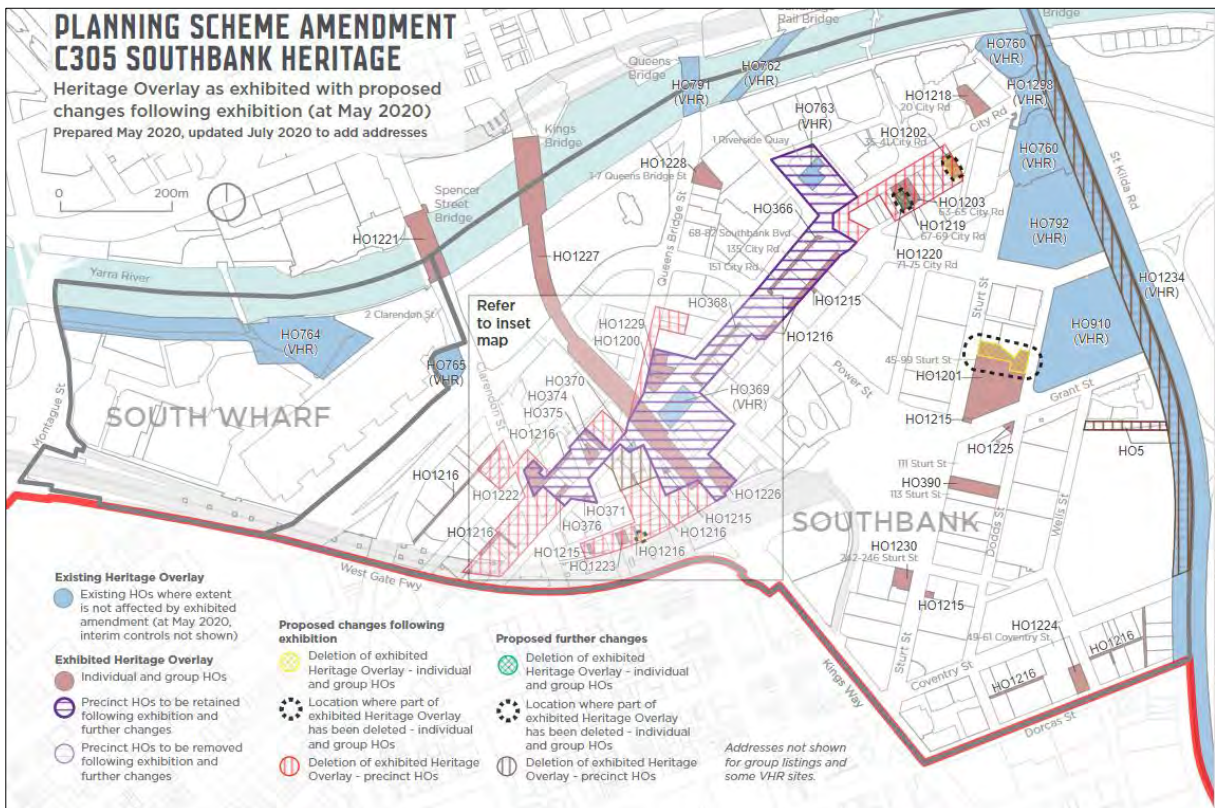 PLANNING SCHEME AMENDMENT
C305 SOUTHBANK HERITAGE
Heritage Overlay as exhibited with proposed
changes following exhibition (at May 2020)
Prepared May 2020, updated July 2020 to add addresses
0 200m
Rail Bridge
Bridge
Queens
Bridge
HO791
(VHR)
HO762
(VHR)
HO760
(VHR)
HO1298
(VHR)
HO1218
20 City Rd
City Rd
HO763
(VHR)
HO1202
35-41 City Rd
Kings
Bridge
1 Riverside Quay
HO760
(VHR)
St Kilda Rd
HO1228
1-7 Queens Bridge St
Spencer
Street
Bridge
HO366
HO1203
63-65 City Rd
HO1219
67-69 City Rd
HO1220
71-75 City Rd
HO792
(VHR)
HO1221
Queens Bridge St
68-82 Southbank Blvd
135 City Rd
151 City Rd
HO1227
HO1234
(VHR)
Yarra River
Sturt St
HO1215
Refer
to inset
map
2 Clarendon St
HO368
HO1229
HO1200
HO1216
HO910
(VHR)
HO764
(VHR)
HO765
(VHR)
45-99 Sturt St
HO1201
Clarendon St
HO370
HO374
HO375
HO369
(VHR)
Power St
Grant St
Montague St
SOUTH WHARF
HO1216
HO1215
HO1225
HO5
HO1216
HO1222
111 Sturt St
HO390
113 Sturt St
HO371
HO376
HO1226
HO1215
HO1216
SOUTHBANK
HO1216
Dodds St
Wells St
HO1215
HO1216
HO1223
HO1230
242-246 Sturt St
West Gate Fwy
HO1215
HO1224
49-61 Coventry St
HO1216
Sturt St
Coventry St
HO1216
Kings Way
Dorcas St
Existing Heritage Overlay
Existing HOs where extent
is not affected by exhibited
amendment (at May 2020,
interim controls not shown)
Exhibited Heritage Overlay
Individual and group HOs
Precinct HOs to be retained
following exhibition and
further changes
Precinct HOs to be removed
following exhibition and
further changes
Proposed changes following
exhibition
Deletion of exhibited
Heritage Overlay - individual
and group HOs
Location where part of
exhibited Heritage Overlay
has been deleted - individual
and group HOs
Deletion of exhibited Heritage
Overlay - precinct HOs
Proposed further changes
Deletion of exhibited
Heritage Overlay - individual
and group HOs
Location where part of
exhibited Heritage Overlay
has been deleted - individual
and group HOs
Deletion of exhibited Heritage
Overlay - precinct HOs
Addresses not shown
for group listings and
some VHR sites.